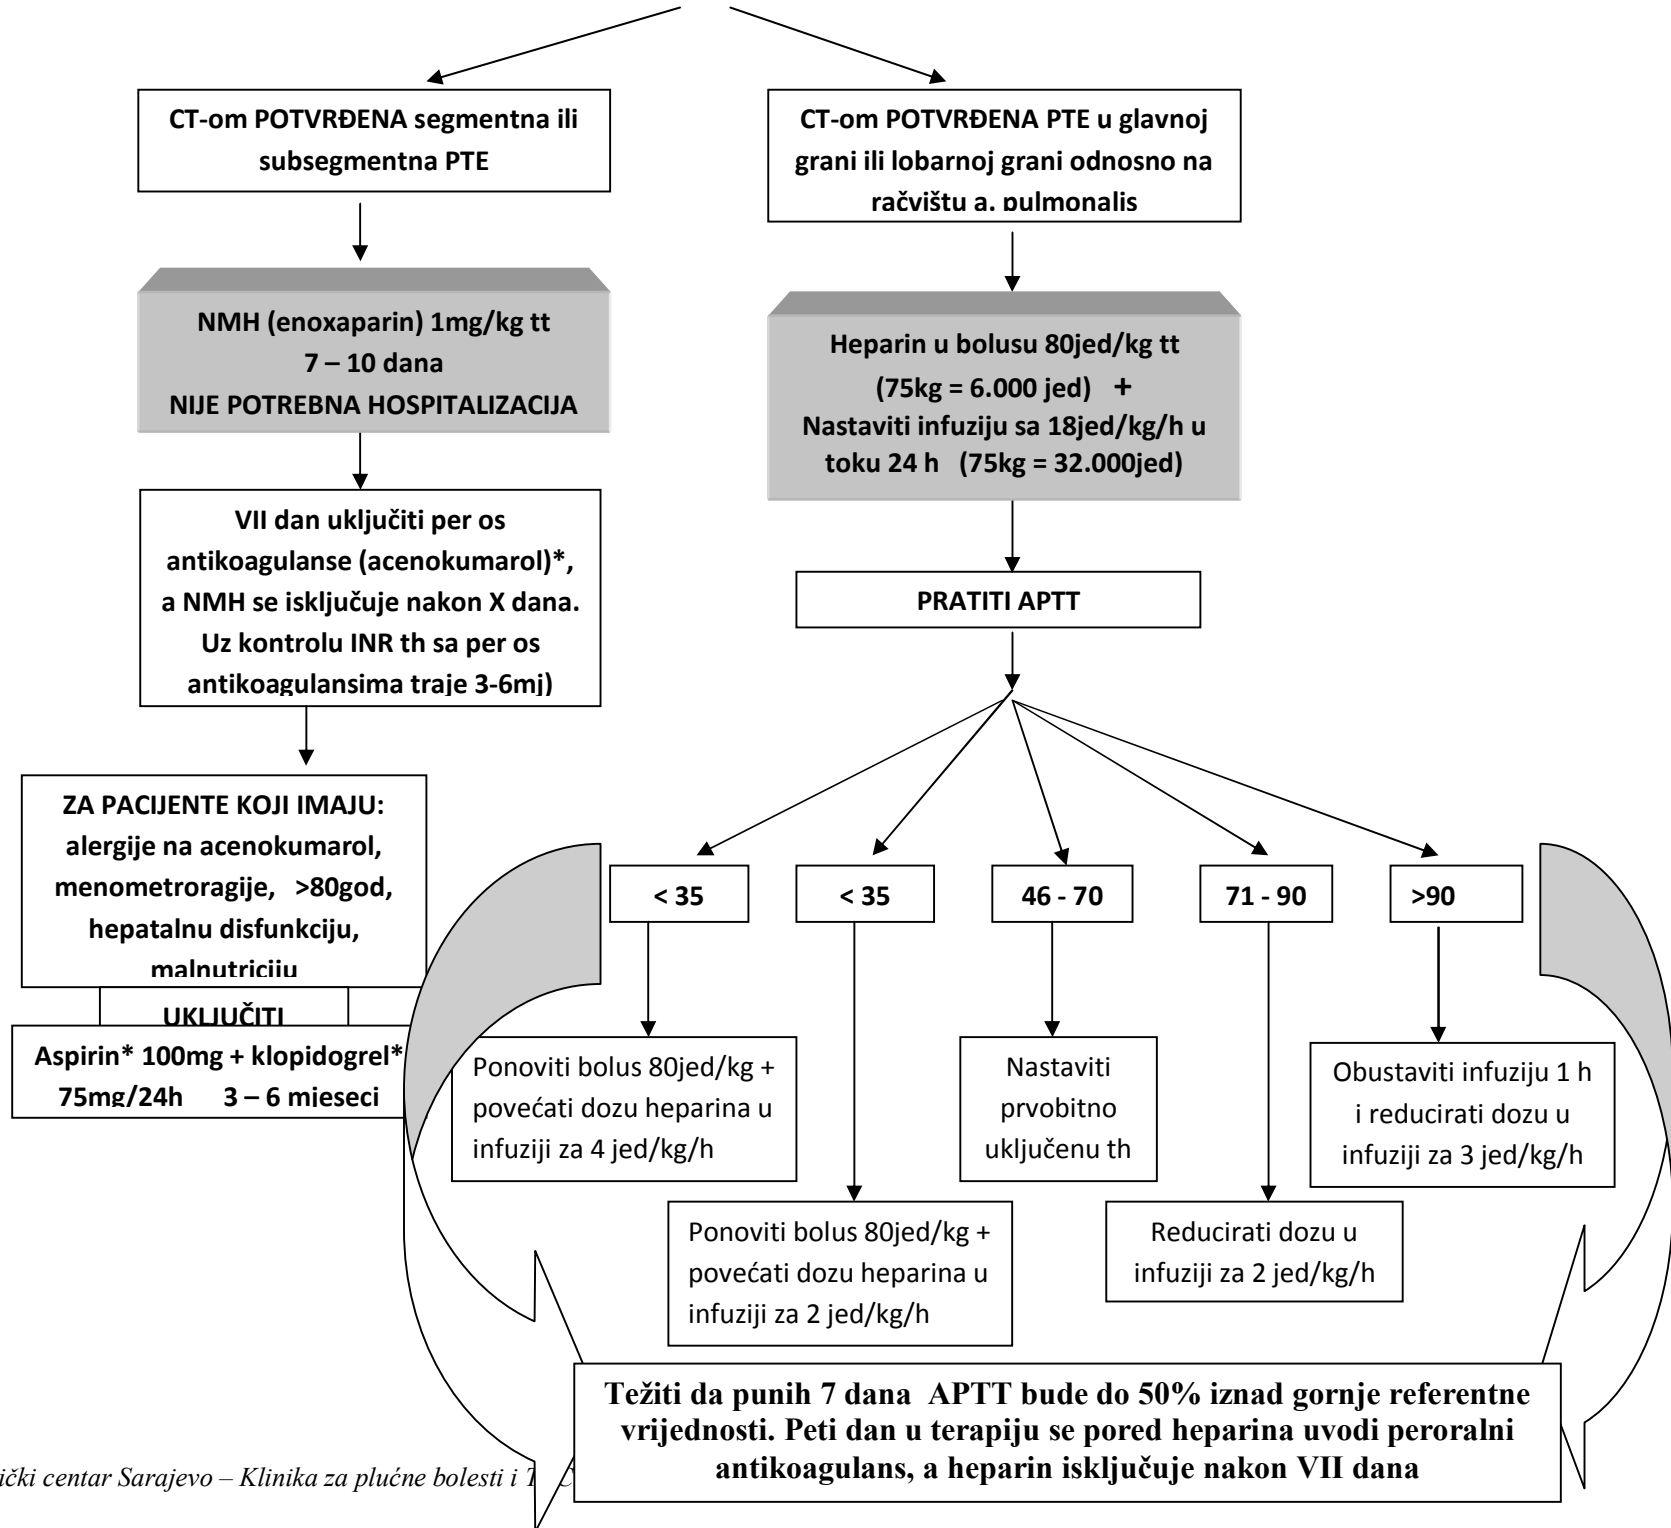 CT-om POTVRĐENA segmentna ili
subsegmentna PTE
CT-om POTVRĐENA PTE u glavnoj
grani ili lobarnoj grani odnosno na
račvištu a. pulmonalis
NMH (enoxaparin) 1mg/kg tt
7 – 10 dana
NIJE POTREBNA HOSPITALIZACIJA
Heparin u bolusu 80jed/kg tt
(75kg = 6.000 jed) +
Nastaviti infuziju sa 18jed/kg/h u
toku 24 h (75kg = 32.000jed)
VII dan uključiti per os
antikoagulanse (acenokumarol)*,
a NMH se isključuje nakon X dana.
Uz kontrolu INR th sa per os
antikoagulansima traje 3-6mj)
PRATITI APTT
ZA PACIJENTE KOJI IMAJU:
alergije na acenokumarol,
menometroragije, >80god,
hepatalnu disfunkciju,
malnutriciju
UKLJUČITI
Aspirin* 100mg + klopidogrel*
75mg/24h 3 – 6 mjeseci
< 35
< 35
46 - 70
71 - 90
>90
Ponoviti bolus 80jed/kg +
povećati dozu heparina u
infuziji za 4 jed/kg/h
Nastaviti
prvobitno
uključenu th
Obustaviti infuziju 1 h
i reducirati dozu u
infuziji za 3 jed/kg/h
Ponoviti bolus 80jed/kg +
povećati dozu heparina u
infuziji za 2 jed/kg/h
Reducirati dozu u
infuziji za 2 jed/kg/h
Težiti da punih 7 dana APTT bude do 50% iznad gornje referentne
vrijednosti. Peti dan u terapiju se pored heparina uvodi peroralni
antikoagulans, a heparin isključuje nakon VII dana
ički centar Sarajevo – Klinika za plućne bolesti i